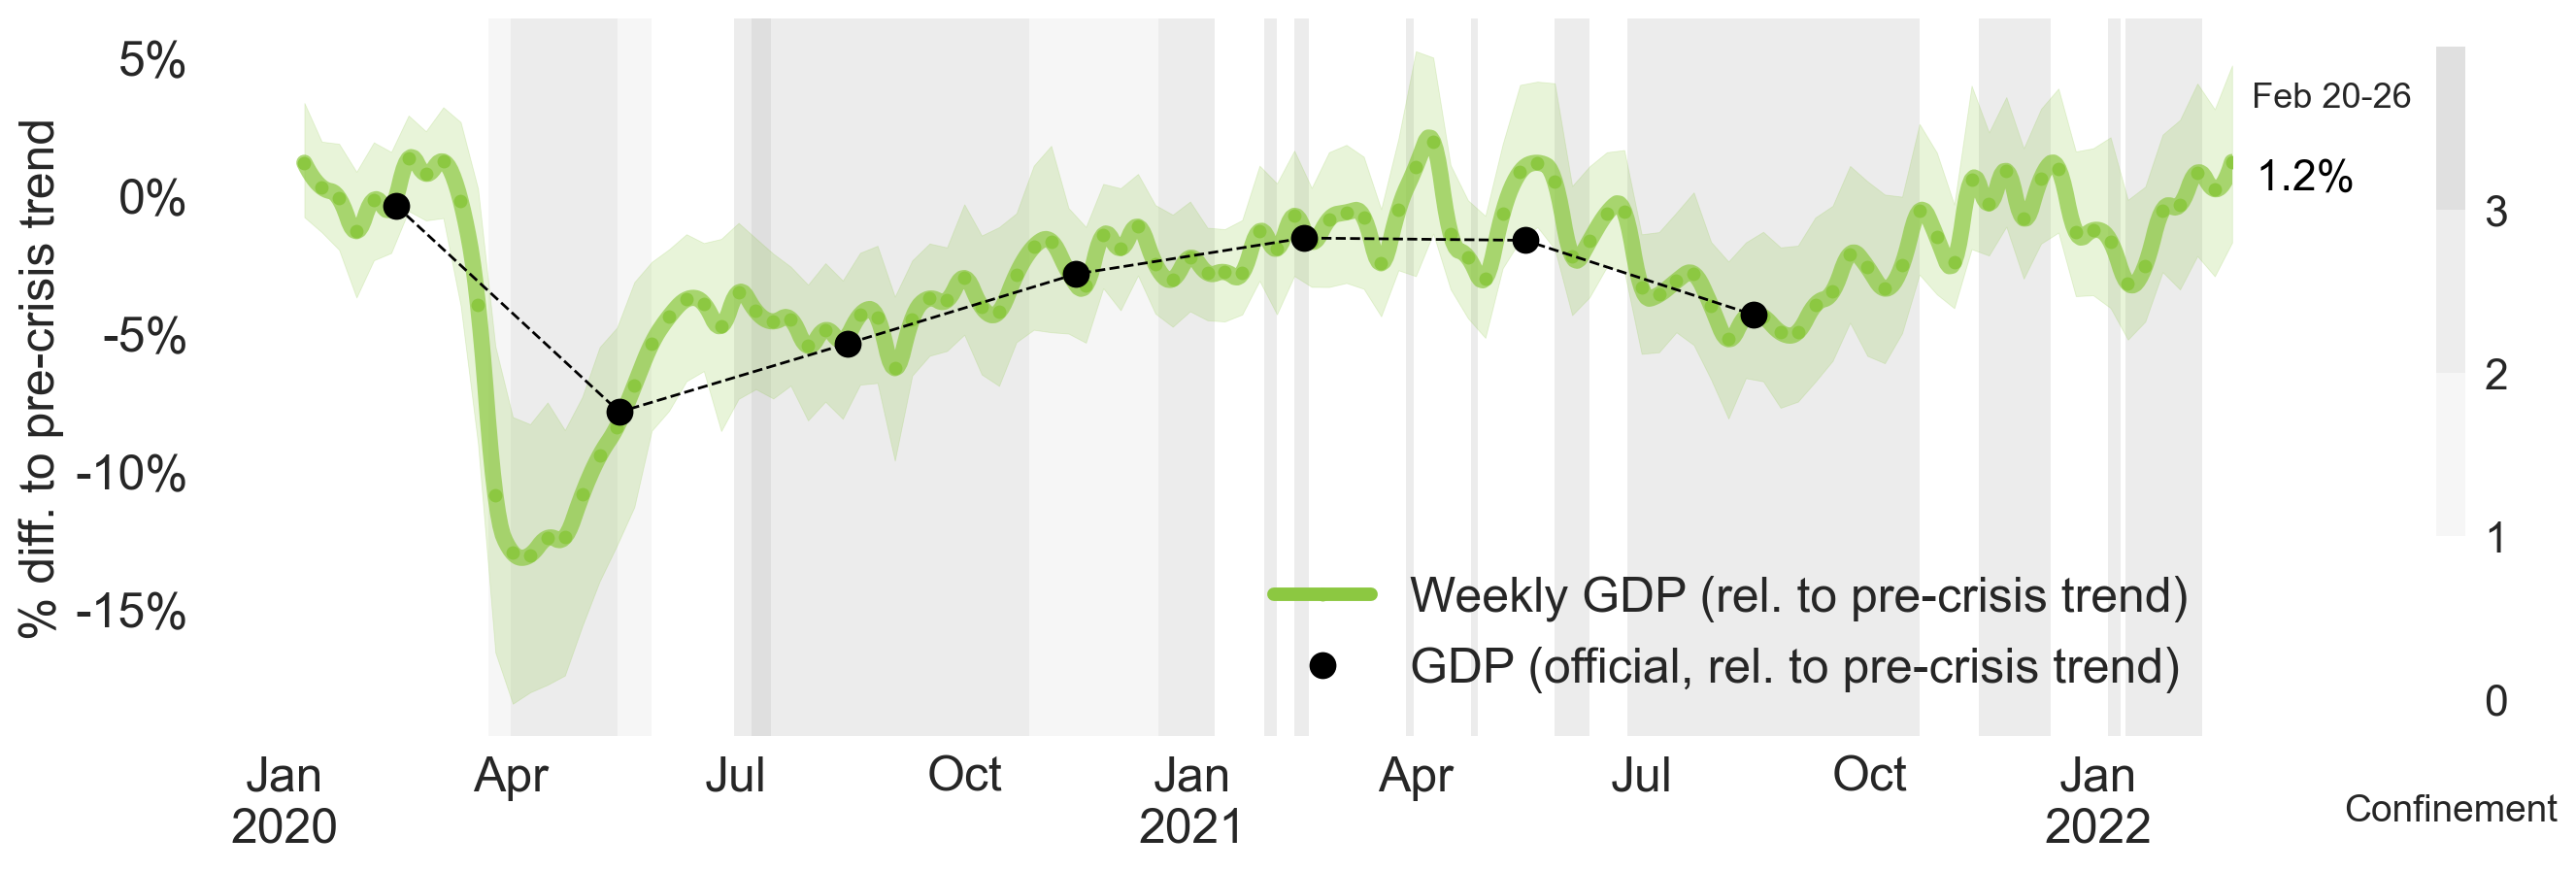 % diff. to pre-crisis trend
5%
0%
-5%
-10%
-15%
Feb 20-26
1.2%
3
2
1
0
Weekly GDP (rel. to pre-crisis trend)
GDP (official, rel. to pre-crisis trend)
Jan Apr Jul Oct Jan Apr Jul Oct Jan
2020 2021 2022
Confinement